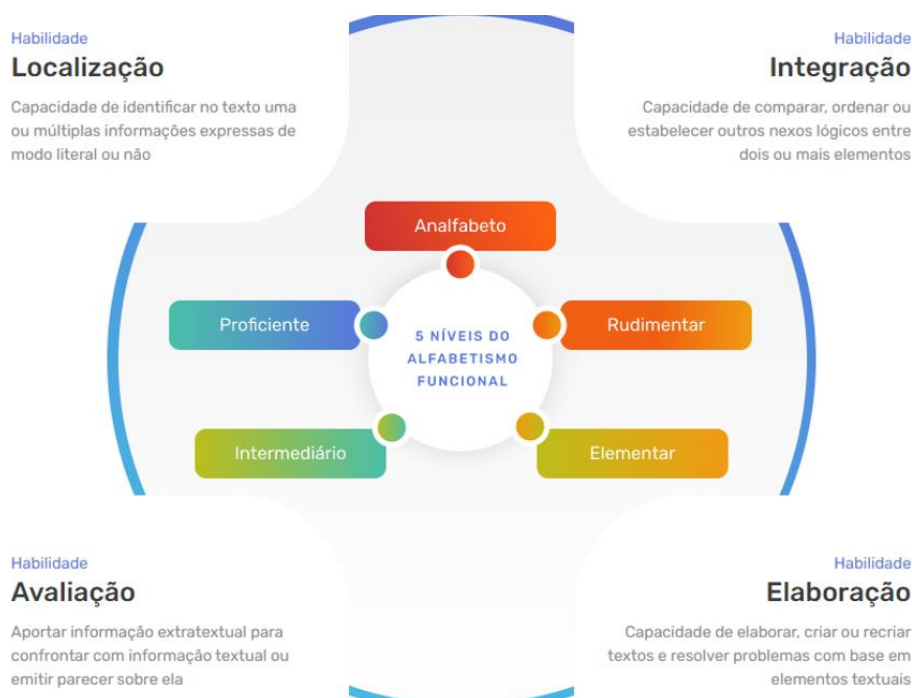 Habilidade
Localização
Capacidade de identificar no texto uma
ou múltiplas informações expressas de
modo literal ou não
Habilidade
Integração
Capacidade de comparar, ordenar ou
estabelecer outros nexos lógicos entre
dois ou mais elementos
Analfabeto
Proficiente
5 NÍVEIS DO
ALFABETISMO
FUNCIONAL
Rudimentar
Intermediário
Elementar
Habilidade
Avaliação
Aportar informação extratextual para
confrontar com informação textual ou
emitir parecer sobre ela
Habilidade
Elaboração
Capacidade de elaborar, criar ou recriar
textos e resolver problemas com base em
elementos textuais